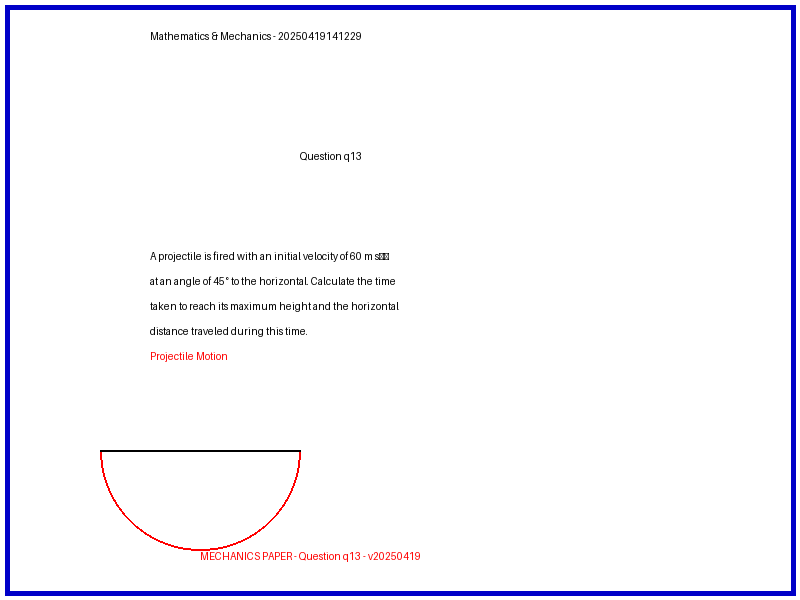 Mathematics & Mechanics - 20250419141229
Question q13
A projectile is fired with an initial velocity of 60 m s
at an angle of 45° to the horizontal. Calculate the time
taken to reach its maximum height and the horizontal
distance traveled during this time.
Projectile Motion
MECHANICS PAPER - Question q13 - v20250419